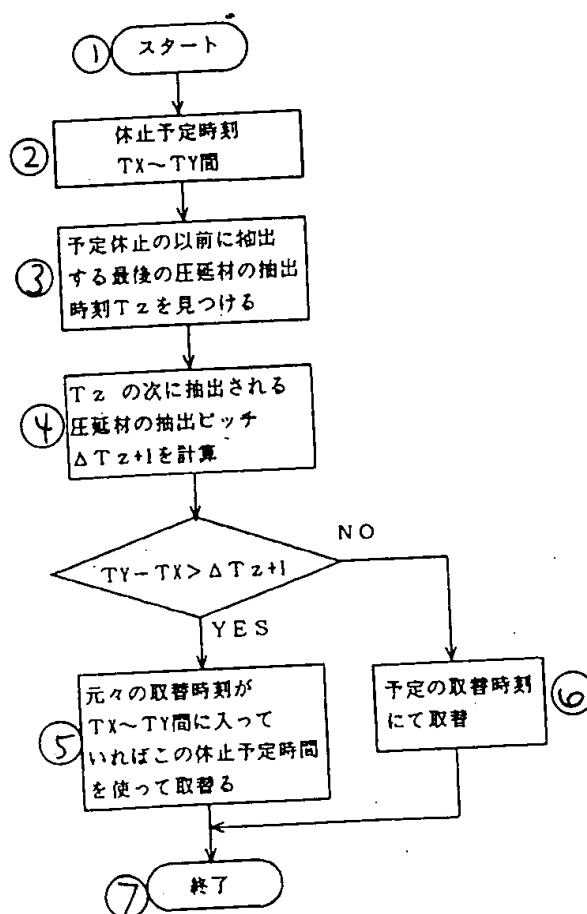 ① スタート
② 休止予定時刻
TX～TY間
③ 予定休止の以前に抽出
する最後の圧延材の抽出
時刻Tzを見つける
④ Tz の次に抽出される
圧延材の抽出ピッチ
ΔTz+1を計算
TY－TX>ΔTz+1
NO
YES
⑤ 元々の取替時刻が
TX～TY間に入って
いればこの休止予定時間
を使って取替る
⑥ 予定の取替時刻
にて取替
⑦ 終了